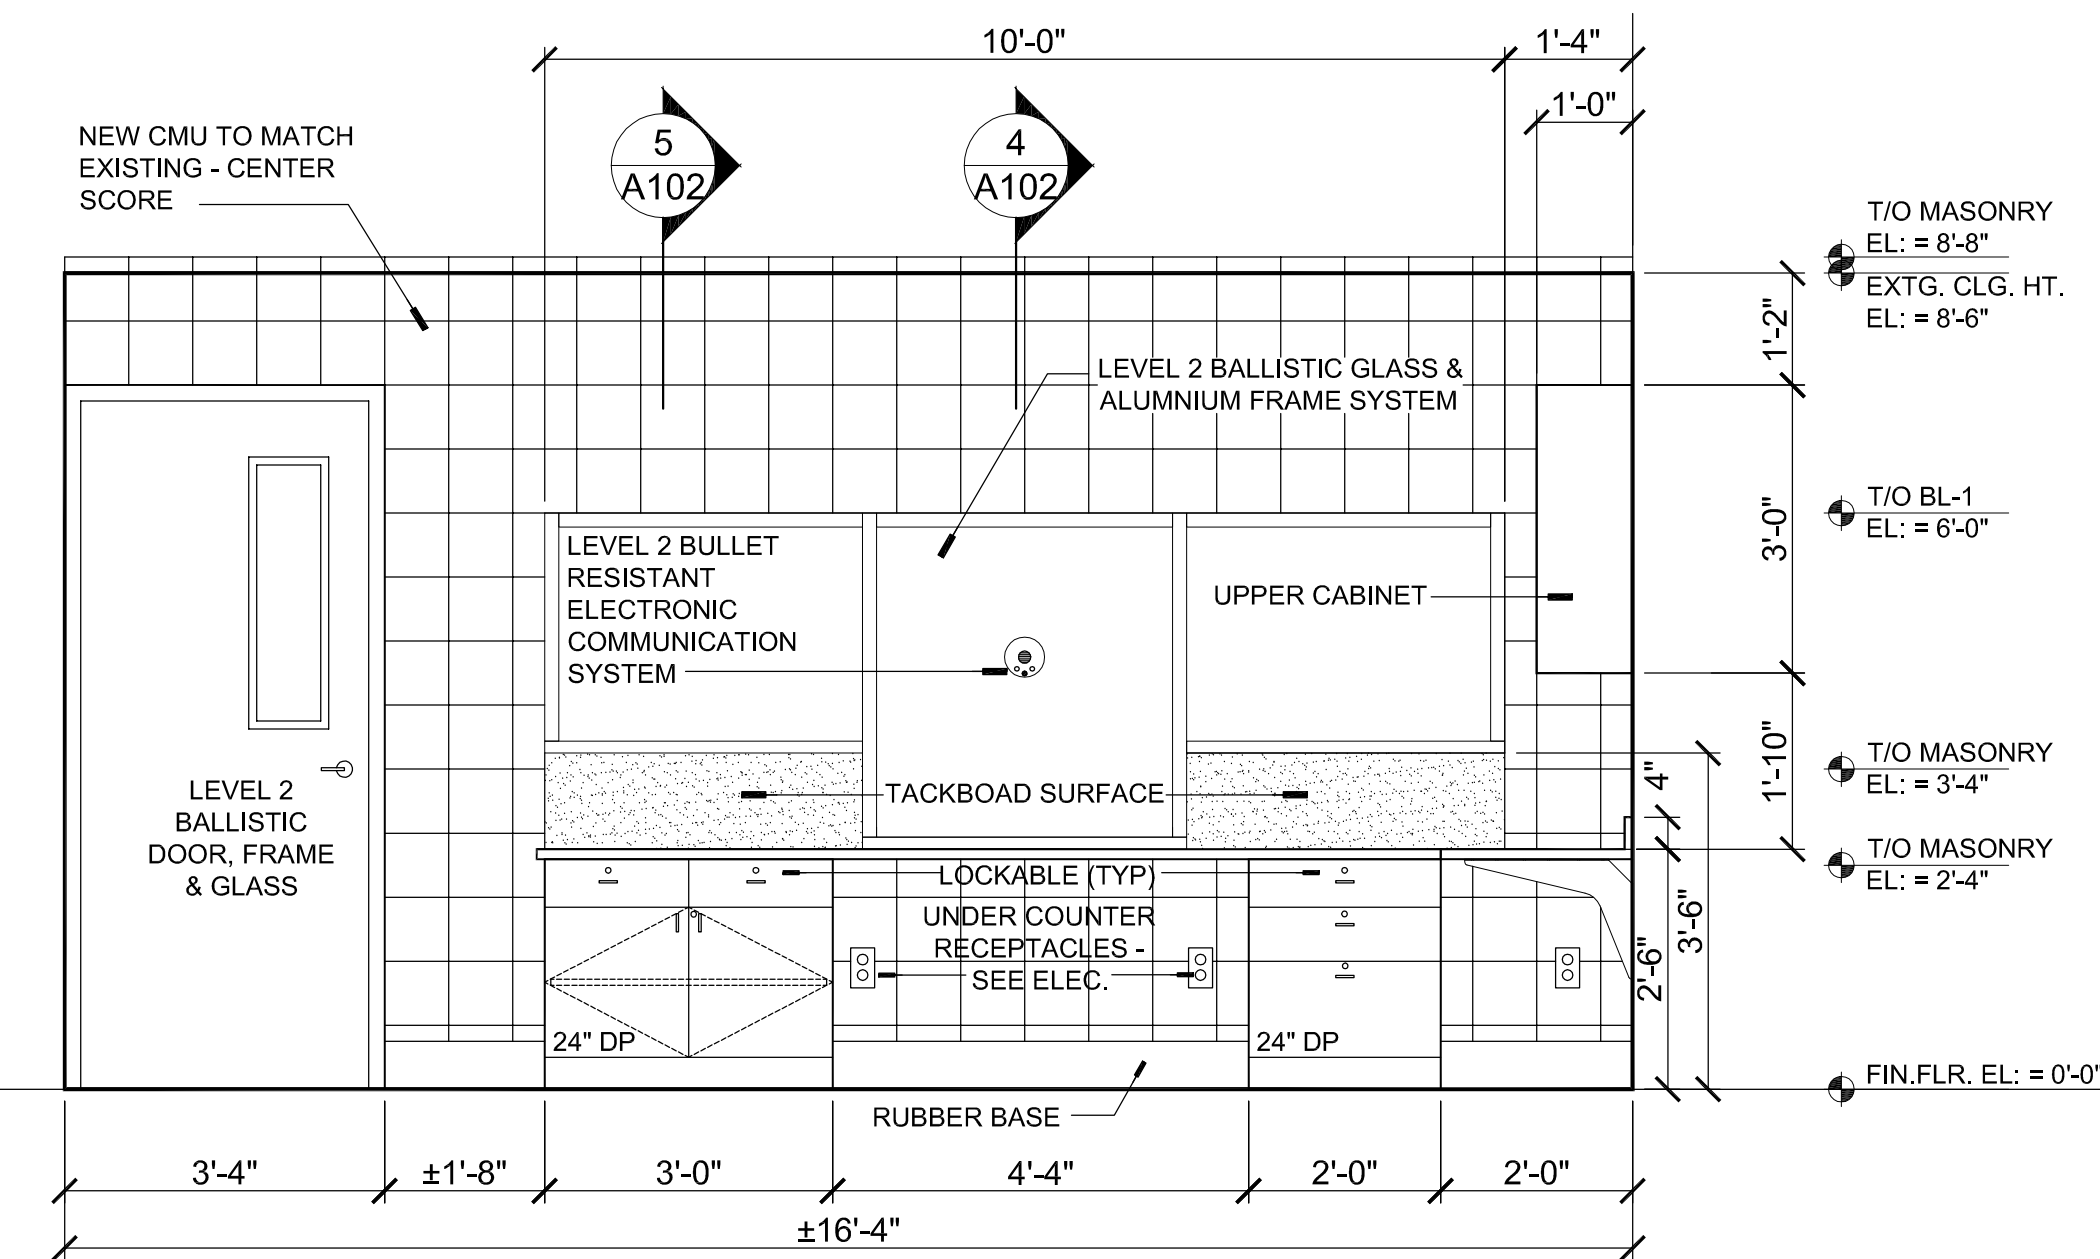 10'-0"
1'-4"
1'-0"
NEW CMU TO MATCH
EXISTING - CENTER
SCORE
5
A102
4
A102
T/O MASONRY
EL: = 8'-8"
EXTG. CLG. HT.
EL: = 8'-6"
1'-2"
LEVEL 2 BALLISTIC GLASS &
ALUMNIUM FRAME SYSTEM
T/O BL-1
EL: = 6'-0"
3'-0"
LEVEL 2 BULLET
RESISTANT
ELECTRONIC
COMMUNICATION
SYSTEM
UPPER CABINET
LEVEL 2
BALLISTIC
DOOR, FRAME
& GLASS
TACKBOAD SURFACE
4"
1'-10"
T/O MASONRY
EL: = 3'-4"
T/O MASONRY
EL: = 2'-4"
LOCKABLE (TYP)
UNDER COUNTER
RECEPTACLES -
SEE ELEC.
2'-6"
3'-6"
24" DP
24" DP
FIN.FLR. EL: = 0'-0"
RUBBER BASE
3'-4"
±1'-8"
3'-0"
4'-4"
2'-0"
2'-0"
±16'-4"